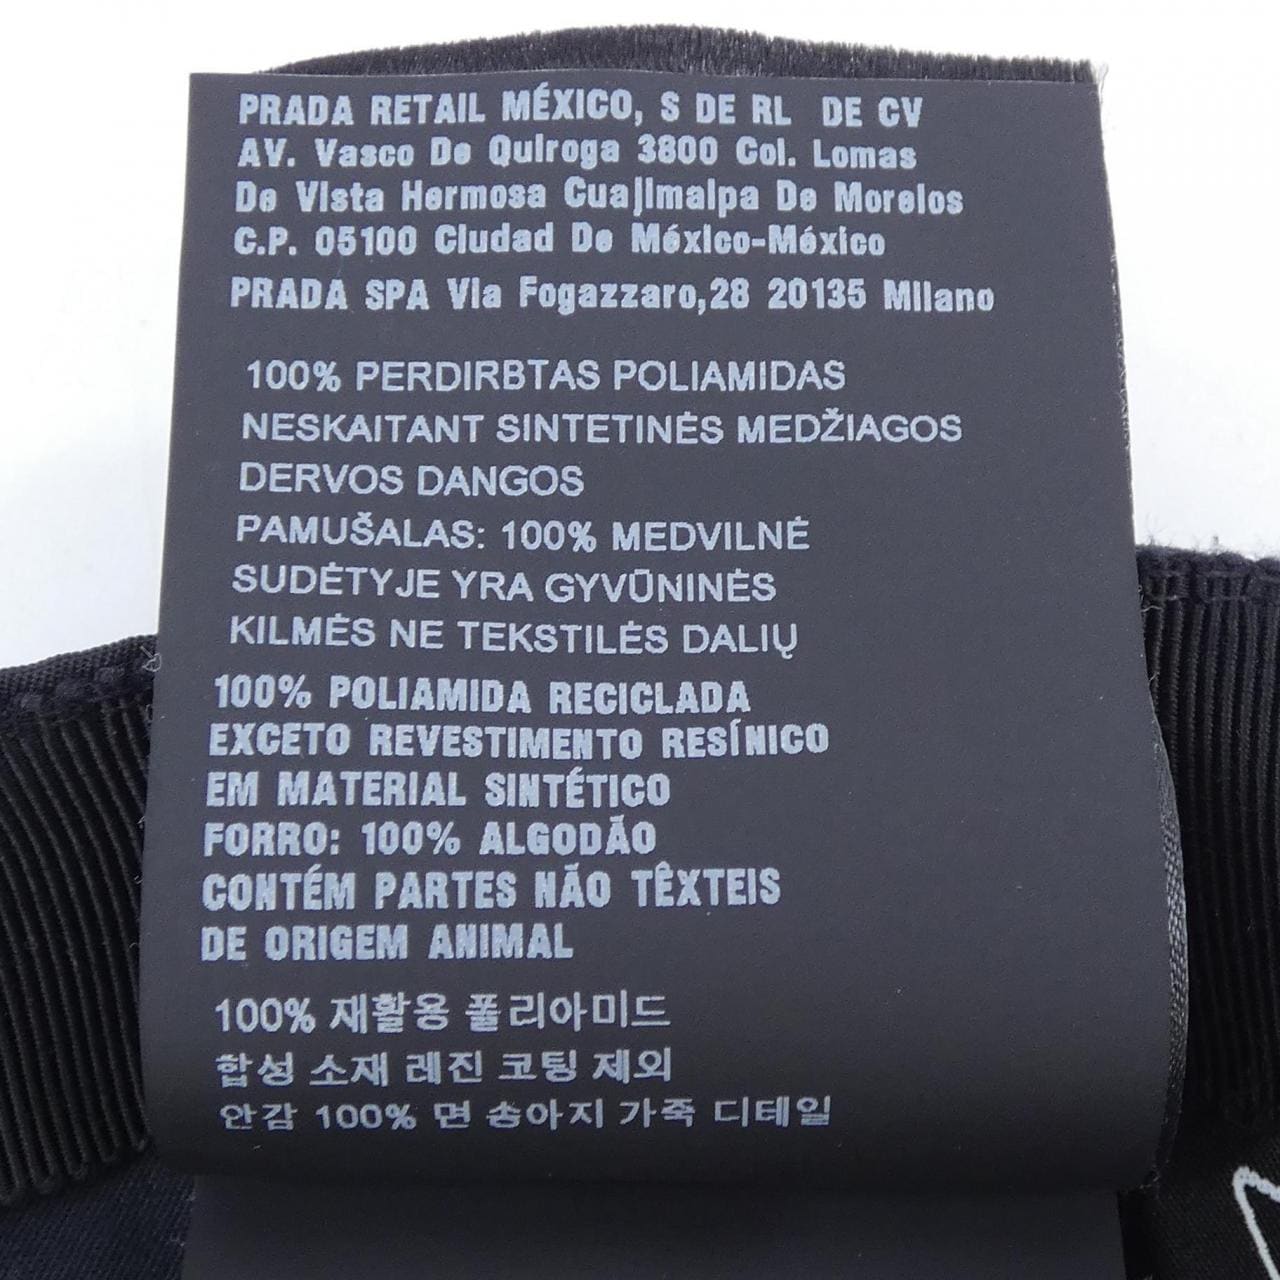 PRADA RETAIL MÉXICO, S DE RL DE CV
AV. Vasco De Quiroga 3800 Col. Lomas
De Vista Hermosa Cuajimalpa De Morelos
C.P. 05100 Ciudad De México-México
PRADA SPA Via Fogazzaro,28 20135 Milano
100% PERDIRBTAS POLIAMIDAS
NESKAITANT SINTETINĖS MEDŽIAGOS
DERVOS DANGOS
PAMUŠALAS: 100% MEDVILNĖ
SUDĖTYJE YRA GYVŪNINĖS
KILMĖS NE TEKSTILĖS DALIŲ
100% POLIAMIDA RECICLADA
EXCETO REVESTIMENTO RESÍNICO
EM MATERIAL SINTÉTICO
FORRO: 100% ALGODÃO
CONTÉM PARTES NÃO TÊXTEIS
DE ORIGEM ANIMAL
100% 재활용 폴리아미드
합성 소재 레진 코팅 제외
안감 100% 면 송아지 가죽 디테일